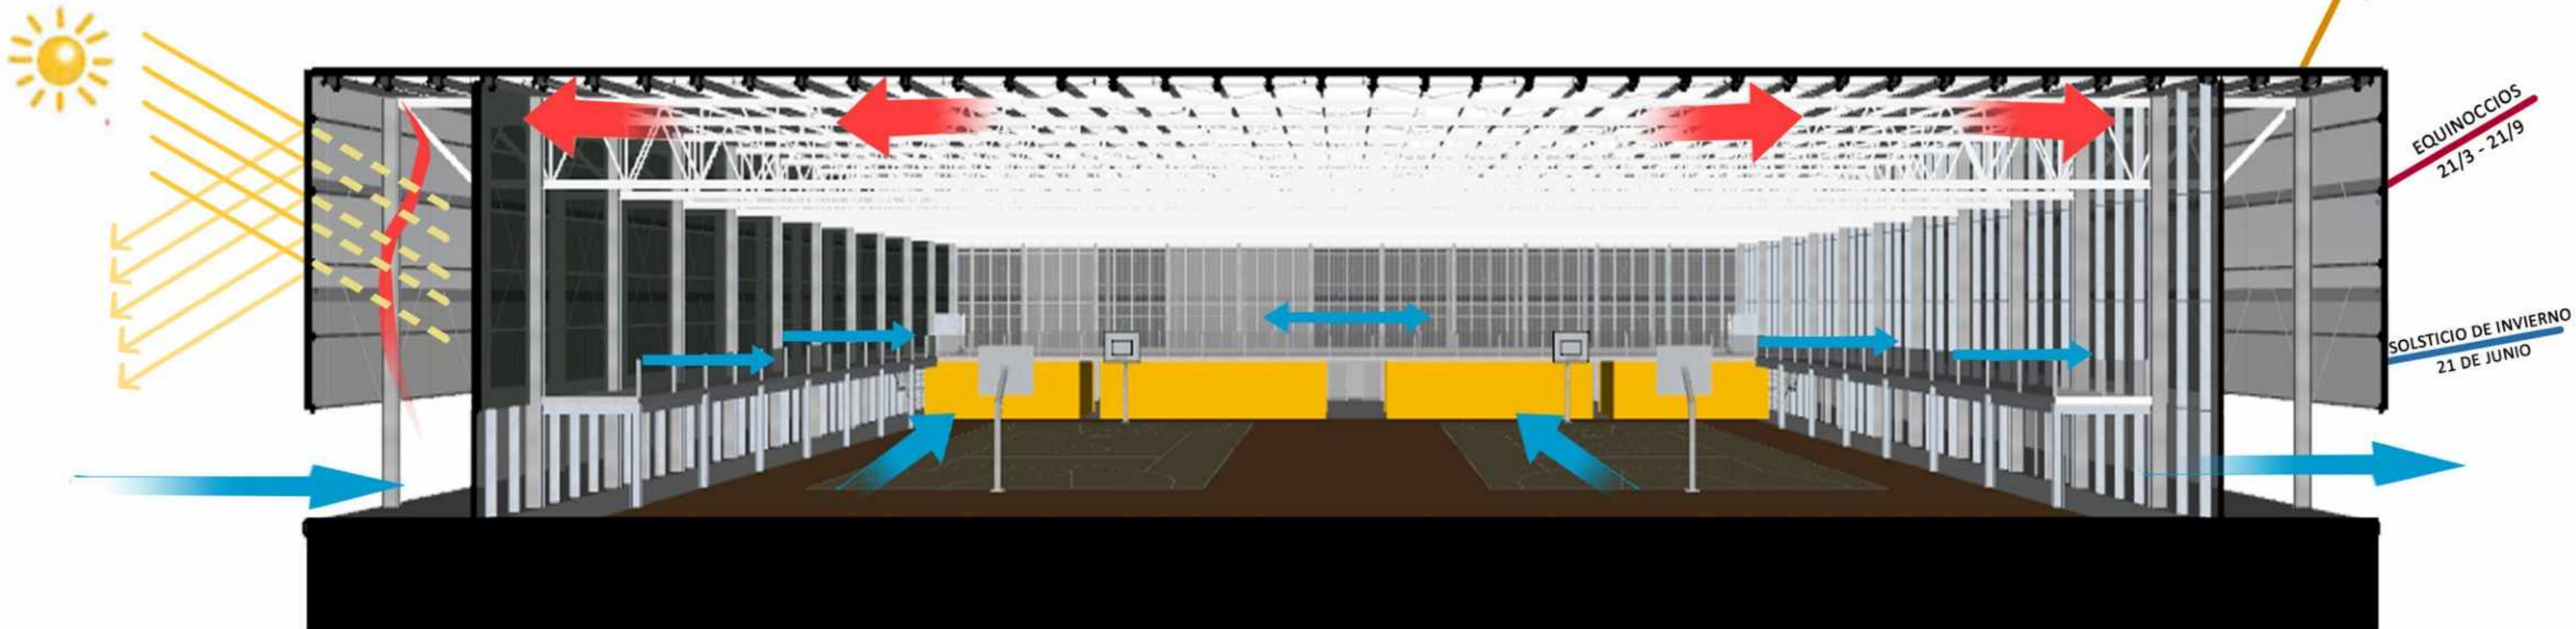 EQUINOCCIOS
21/3 - 21/9
SOLSTICIO DE INVIERNO
21 DE JUNIO